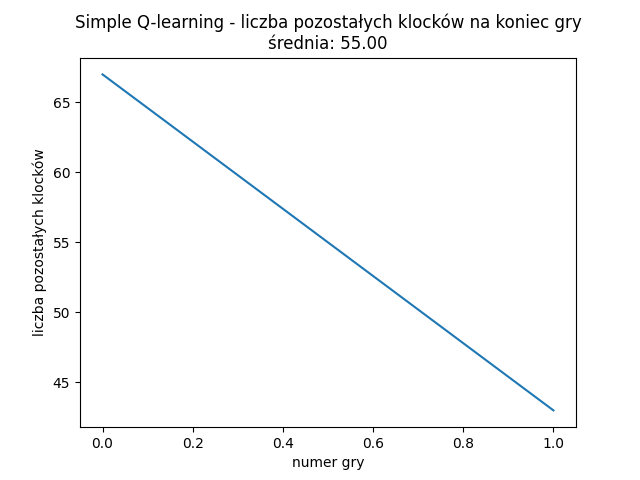 Simple Q-learning - liczba pozostałych klocków na koniec gry
średnia: 55.00
liczba pozostałych klocków
65
60
55
50
45
0.0 0.2 0.4 0.6 0.8 1.0
numer gry